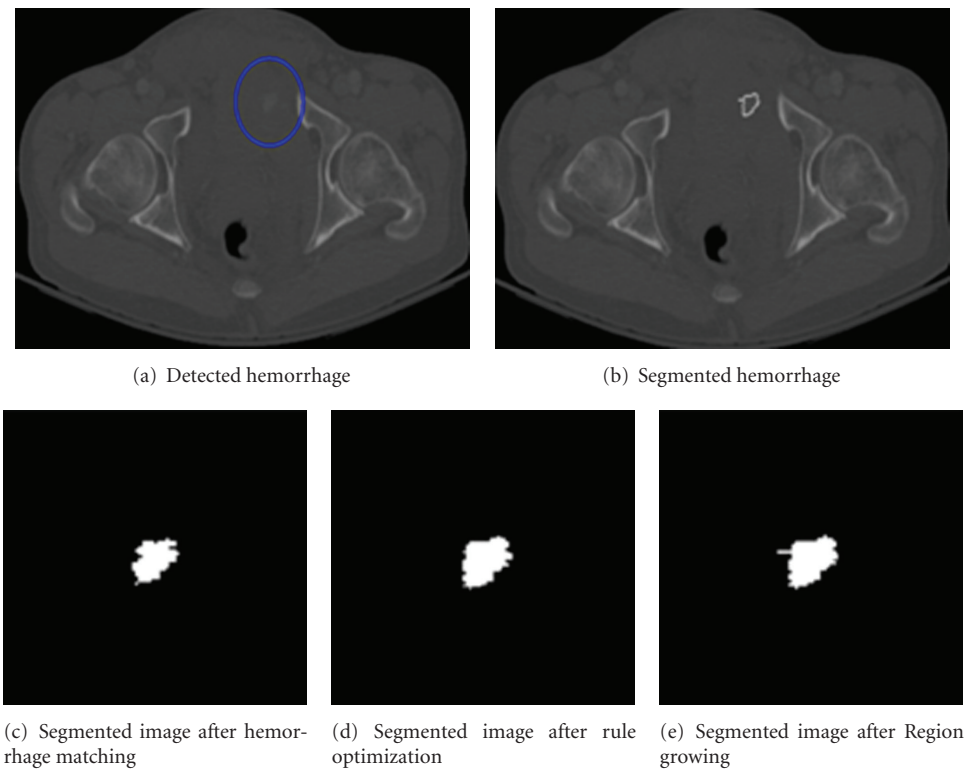 (a) Detected hemorrhage
(b) Segmented hemorrhage
(c) Segmented image after hemor-
rhage matching
(d) Segmented image after rule
optimization
(e) Segmented image after Region
growing